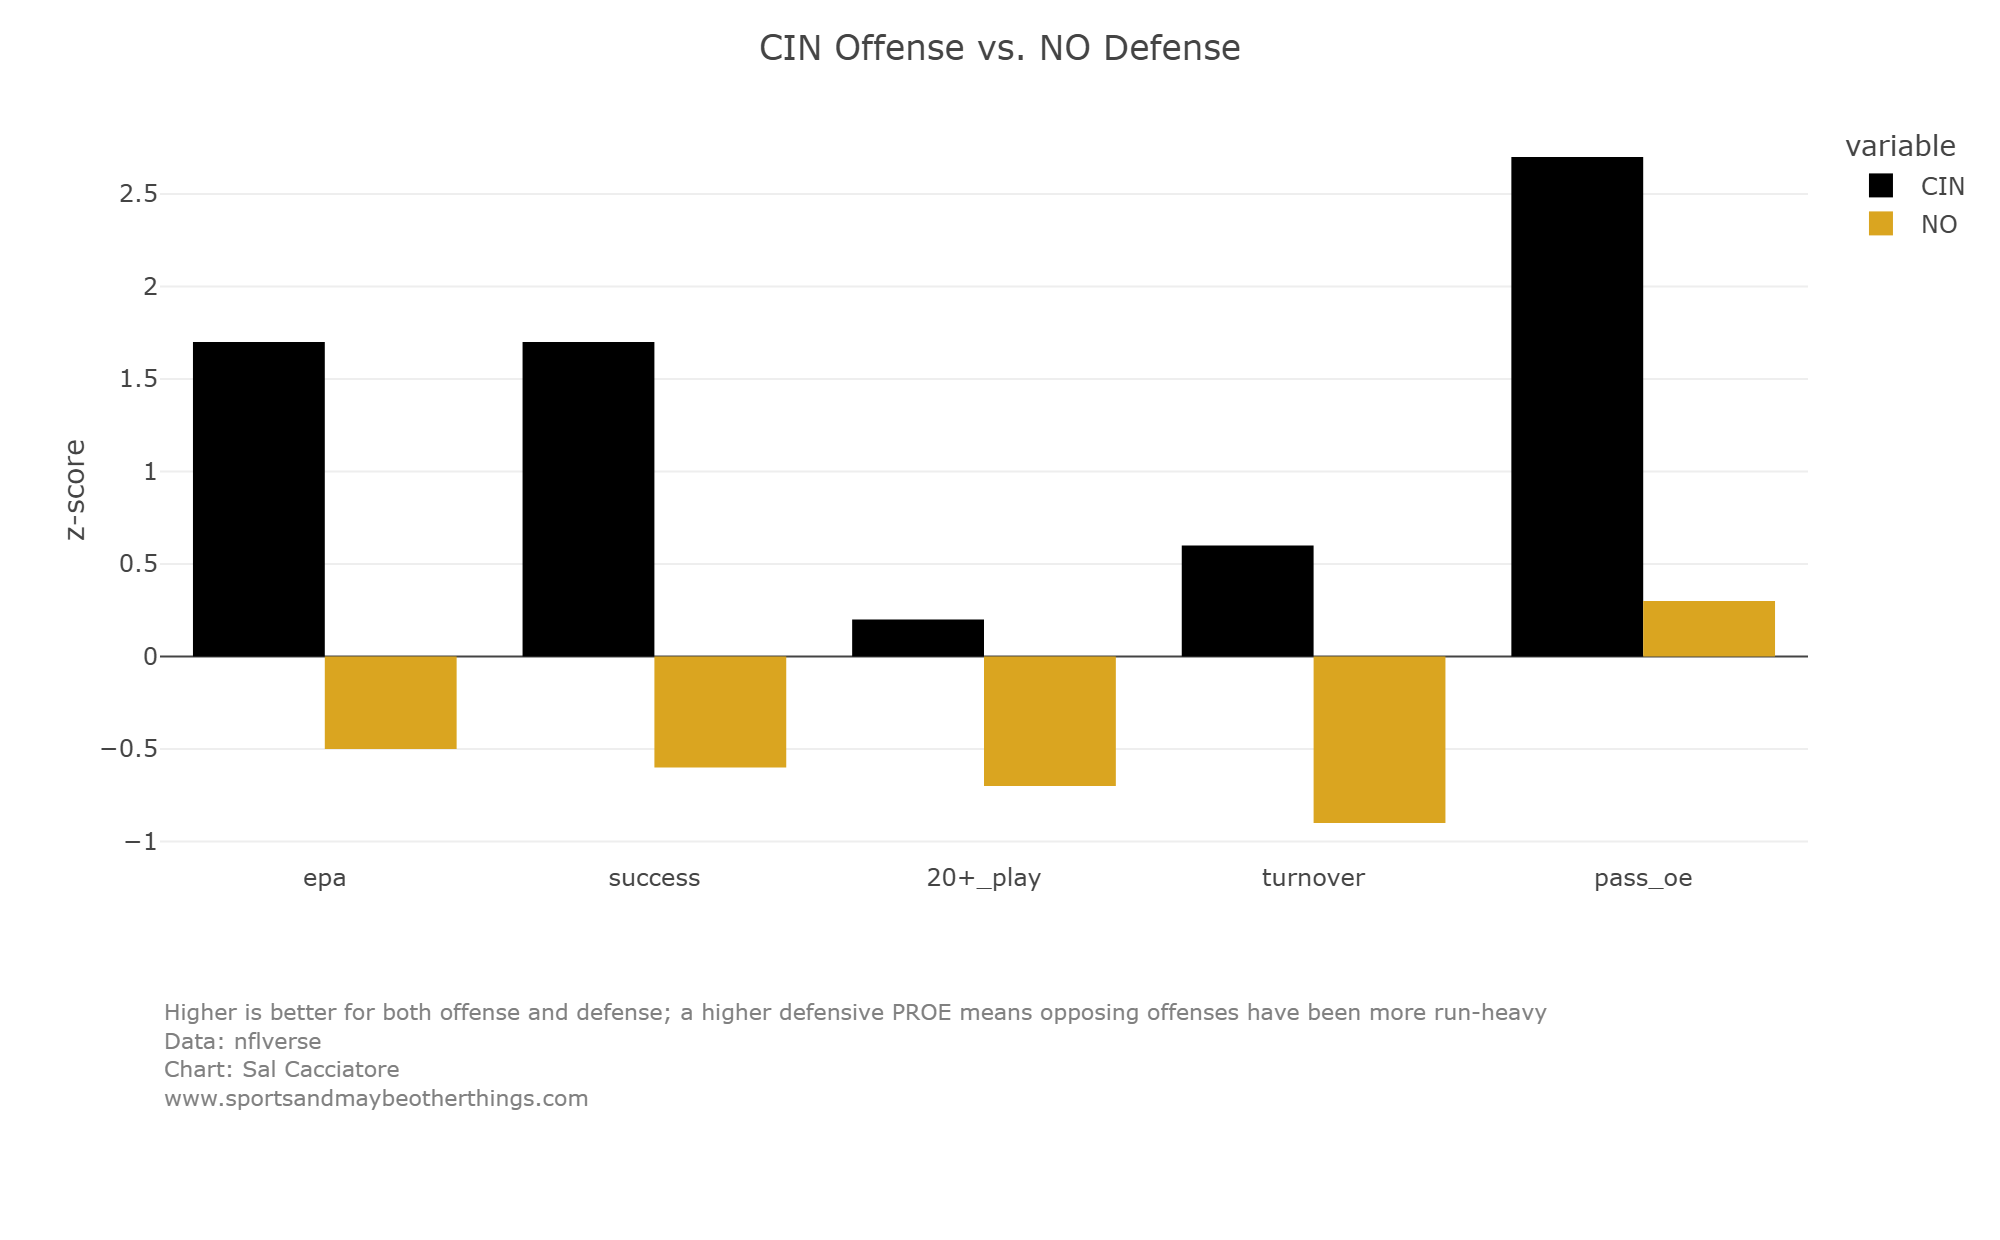 CIN Offense vs. NO Defense
variable
CIN
NO
z-score
2.5
2
1.5
1
0.5
0
−0.5
−1
epa success 20+_play turnover pass_oe
Higher is better for both offense and defense; a higher defensive PROE means opposing offenses have been more run-heavy
Data: nflverse
Chart: Sal Cacciatore
www.sportsandmaybeotherthings.com